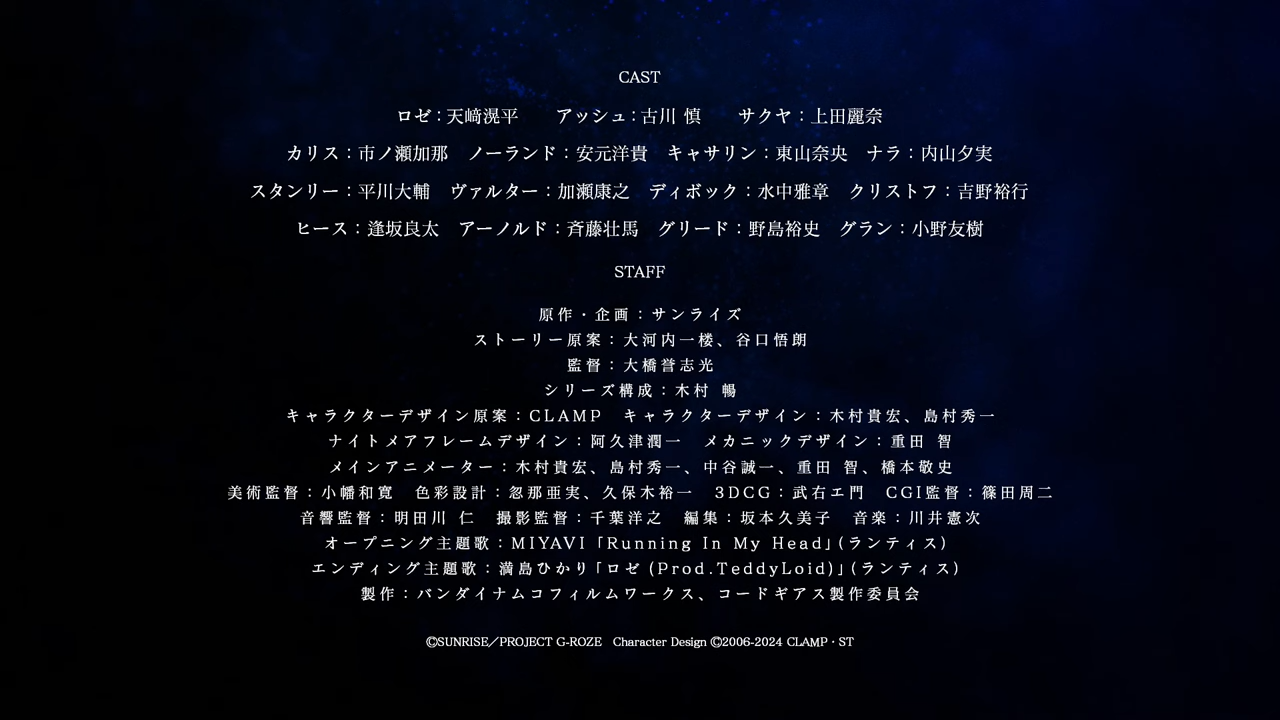 CAST
ロゼ：天﨑滉平　アッシュ：古川 慎　サクヤ：上田麗奈
カリス：市ノ瀬加那　ノーランド：安元洋貴　キャサリン：東山奈央　ナラ：内山夕実
スタンリー：平川大輔　ヴァルター：加瀬康之　ディボック：水中雅章　クリストフ：吉野裕行
ヒース：逢坂良太　アーノルド：斉藤壮馬　グリード：野島裕史　グラン：小野友樹
STAFF
原作・企画：サンライズ
ストーリー原案：大河内一楼、谷口悟朗
監督：大橋誉志光
シリーズ構成：木村 暢
キャラクターデザイン原案：CLAMP　キャラクターデザイン：木村貴宏、島村秀一
ナイトメアフレームデザイン：阿久津潤一　メカニックデザイン：重田 智
メインアニメーター：木村貴宏、島村秀一、中谷誠一、重田 智、橋本敬史
美術監督：小幡和寛　色彩設計：忽那亜実、久保木裕一　3DCG：武右エ門　CGI監督：篠田周二
音響監督：明田川 仁　撮影監督：千葉洋之　編集：坂本久美子　音楽：川井憲次
オープニング主題歌：MIYAVI「Running In My Head」（ランティス）
エンディング主題歌：満島ひかり「ロゼ (Prod.TeddyLoid)」（ランティス）
製作：バンダイナムコフィルムワークス、コードギアス製作委員会
©SUNRISE／PROJECT G-ROZE　Character Design ©2006-2024 CLAMP・ST